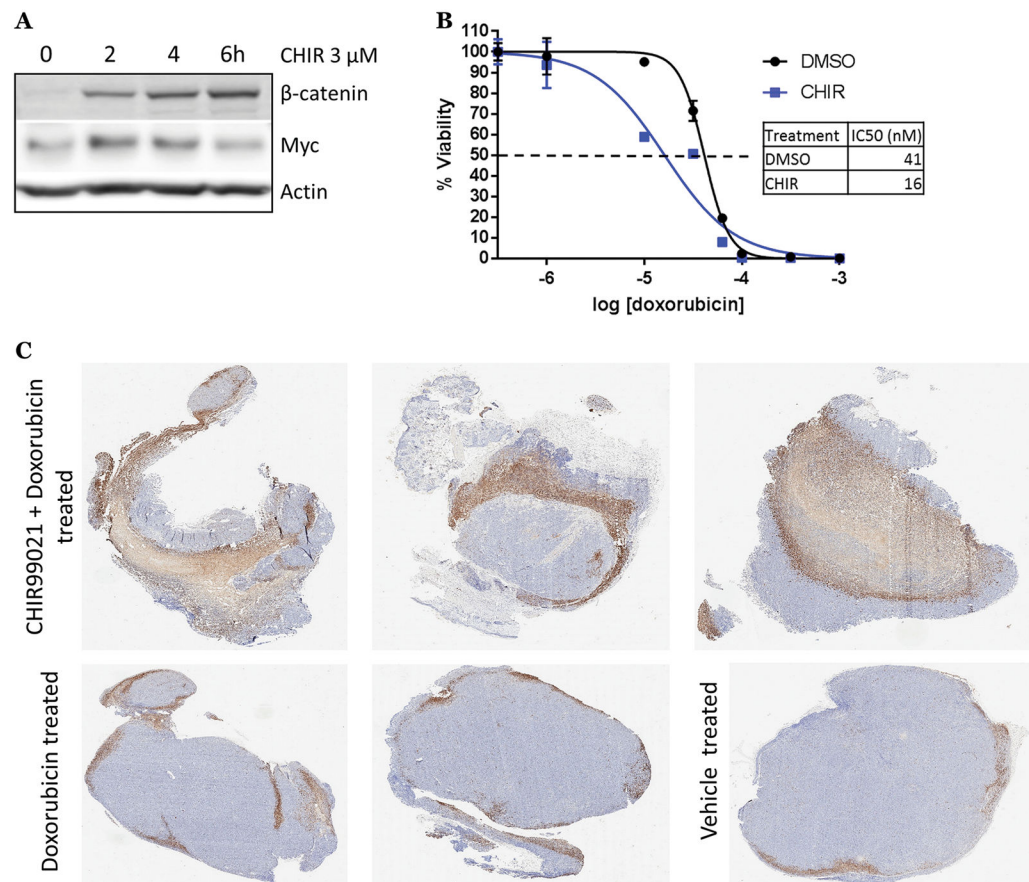 A
0 2 4 6h CHIR 3 µM
β-catenin
Myc
Actin
B
110
100
90
80
70
60
50
40
30
20
10
0
% Viability
-6 -5 -4 -3
log [doxorubicin]
DMSO
CHIR
Treatment IC50 (nM)
DMSO 41
CHIR 16
C
CHIR99021 + Doxorubicin
treated
Doxorubicin treated
Vehicle treated